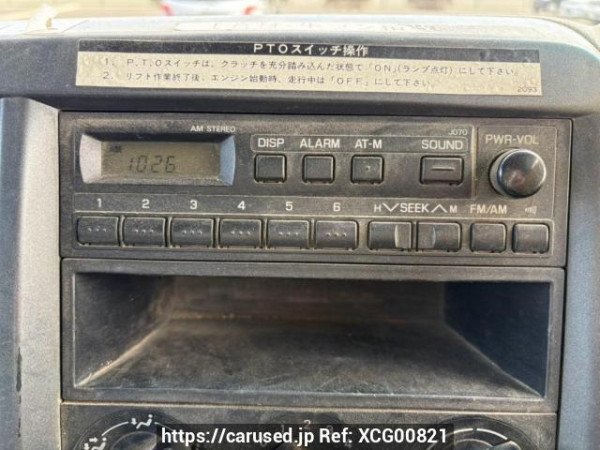 PTOスイッチ操作
1. P.T.Oスイッチは、クラッチを充分踏み込んだ状態で「ON」(ランプ点灯)にして下さい。
2. リフト作業終了後、エンジン始動時、走行中は「OFF」にして下さい。
2093
AM STEREO
J070
AM
1026
DISP ALARM AT-M SOUND PWR-VOL
1 2 3 4 5 6 H SEEK M FM/AM
2
https://carused.jp Ref: XCG00821